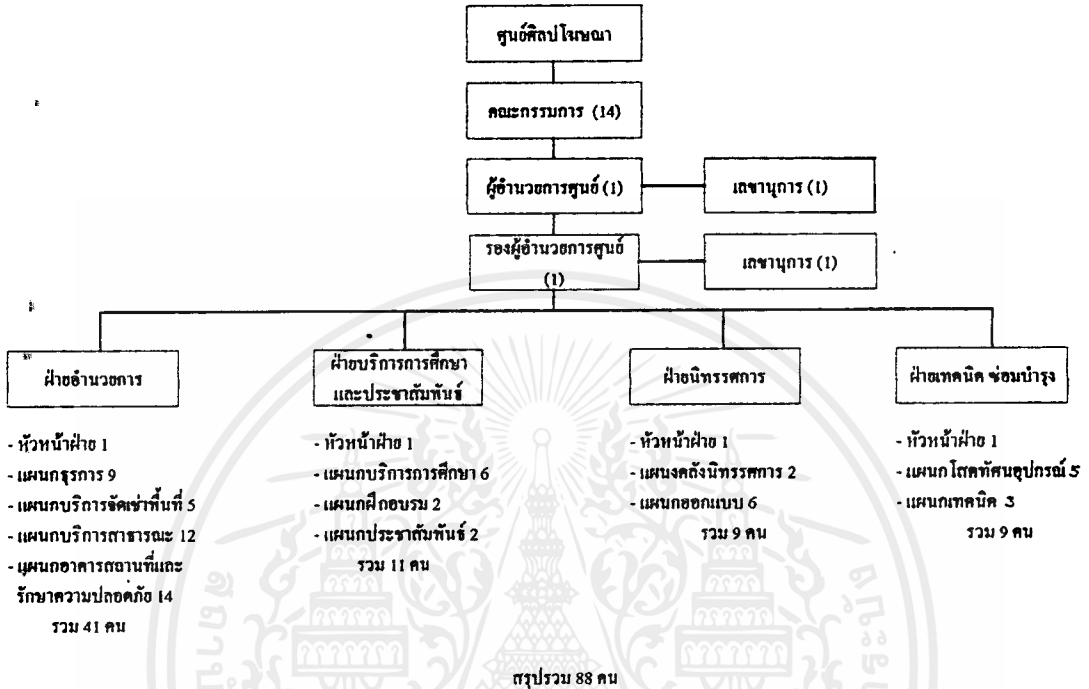 ศูนย์ศิลปโฆษณา
คณะกรรมการ (14)
ผู้อำนวยการศูนย์ (1)
เลขานุการ (1)
รองผู้อำนวยการศูนย์
(1)
เลขานุการ (1)
ฝ่ายอำนวยการ
- หัวหน้าฝ่าย 1
- แผนกธุรการ 9
- แผนกบริการจัดเช่าพื้นที่ 5
- แผนกบริการสาธารณะ 12
- แผนกอาคารสถานที่และ
รักษาความปลอดภัย 14
รวม 41 คน
ฝ่ายบริการการศึกษา
และประชาสัมพันธ์
- หัวหน้าฝ่าย 1
- แผนกบริการการศึกษา 6
- แผนกฝึกอบรม 2
- แผนกประชาสัมพันธ์ 2
รวม 11 คน
ฝ่ายนิทรรศการ
- หัวหน้าฝ่าย 1
- แผนงคลังนิทรรศการ 2
- แผนกออกแบบ 6
รวม 9 คน
ฝ่ายเทคนิค ซ่อมบำรุง
- หัวหน้าฝ่าย 1
- แผนกโสตทัศนอุปกรณ์ 5
- แผนกเทคนิค 3
รวม 9 คน
สรุปรวม 88 คน